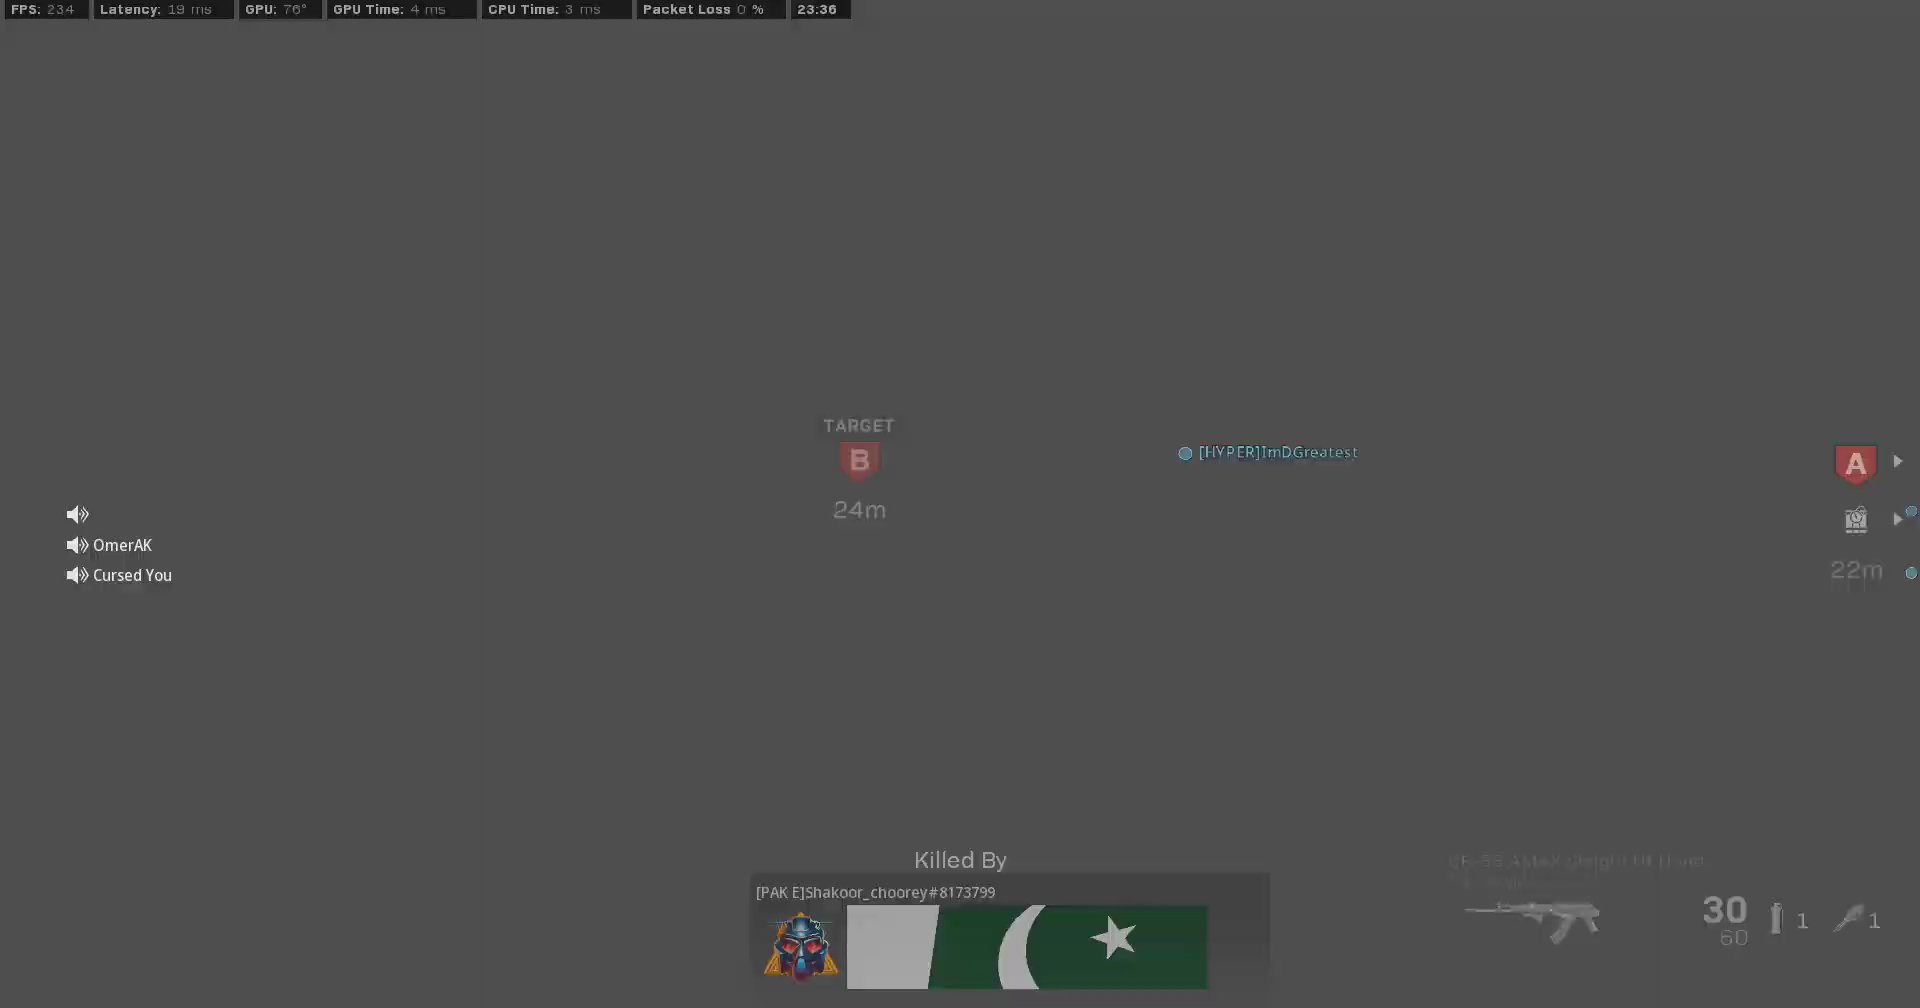 FPS: 234 Latency: 19 ms GPU: 76° GPU Time: 4 ms CPU Time: 3 ms Packet Loss 0 % 23:36
TARGET
B
24m
[HYPER]ImDGreatest
A
22m
OmerAK
Cursed You
Killed By
[PAK E]Shakoor_choorey#8173799
30
60
1
1